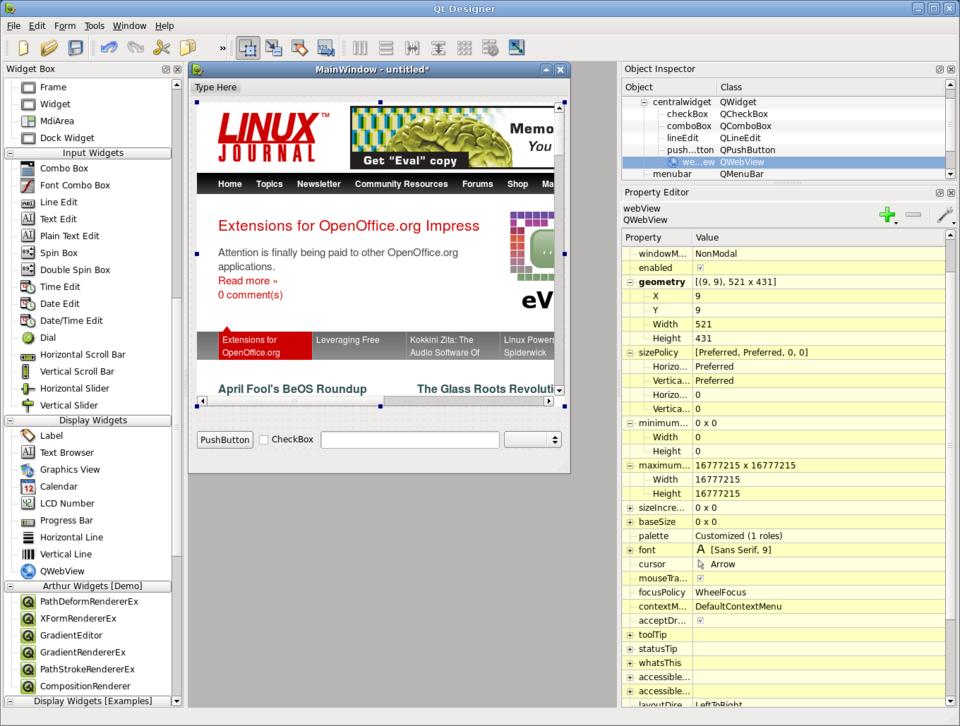 Qt Designer
File Edit Form Tools Window Help
»
Widget Box
Frame
Widget
MdiArea
Dock Widget
Input Widgets
Combo Box
Font Combo Box
Line Edit
Text Edit
Plain Text Edit
Spin Box
Double Spin Box
Time Edit
Date Edit
Date/Time Edit
Dial
Horizontal Scroll Bar
Vertical Scroll Bar
Horizontal Slider
Vertical Slider
Display Widgets
Label
Text Browser
Graphics View
Calendar
LCD Number
Progress Bar
Horizontal Line
Vertical Line
QWebView
Arthur Widgets [Demo]
PathDeformRendererEx
XFormRendererEx
GradientEditor
GradientRendererEx
PathStrokeRendererEx
CompositionRenderer
Display Widgets [Examples]
MainWindow - untitled*
Type Here
LINUX™
JOURNAL
Memo
You
Get "Eval" copy
Home Topics Newsletter Community Resources Forums Shop Ma
Extensions for OpenOffice.org Impress
Attention is finally being paid to other OpenOffice.org
applications.
Read more »
0 comment(s)
eV
Extensions for Leveraging Free Kokkini Zita: The Linux Powers
OpenOffice.org Audio Software Of Spiderwick
April Fool's BeOS Roundup The Glass Roots Revoluti
PushButton CheckBox
Object Inspector
Object Class
centralwidget QWidget
checkBox QCheckBox
comboBox QComboBox
lineEdit QLineEdit
push...tton QPushButton
we...ew QWebView
menubar QMenuBar
Property Editor
webView
QWebView
Property Value
windowM... NonModal
enabled
geometry [(9, 9), 521 x 431]
X 9
Y 9
Width 521
Height 431
sizePolicy [Preferred, Preferred, 0, 0]
Horizo... Preferred
Vertica... Preferred
Horizo... 0
Vertica... 0
minimum... 0 x 0
Width 0
Height 0
maximum... 16777215 x 16777215
Width 16777215
Height 16777215
sizeIncre... 0 x 0
baseSize 0 x 0
palette Customized (1 roles)
font A [Sans Serif, 9]
cursor Arrow
mouseTra...
focusPolicy WheelFocus
contextM... DefaultContextMenu
acceptDr...
toolTip
statusTip
whatsThis
accessible...
accessible...
layoutDire... LeftToRight